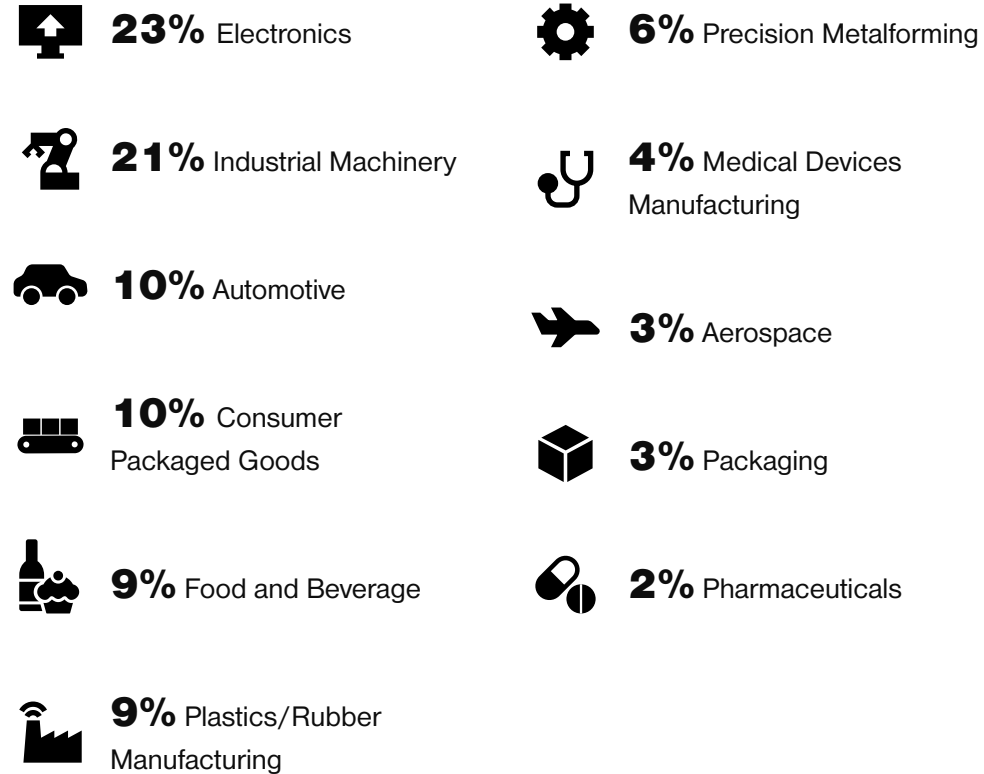 23% Electronics
21% Industrial Machinery
10% Automotive
10% Consumer
Packaged Goods
9% Food and Beverage
9% Plastics/Rubber
Manufacturing
6% Precision Metalforming
4% Medical Devices
Manufacturing
3% Aerospace
3% Packaging
2% Pharmaceuticals